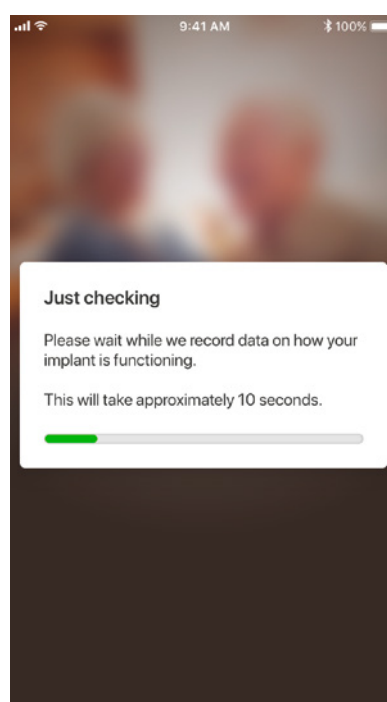 9:41 AM
100%
Just checking
Please wait while we record data on how your
implant is functioning.
This will take approximately 10 seconds.